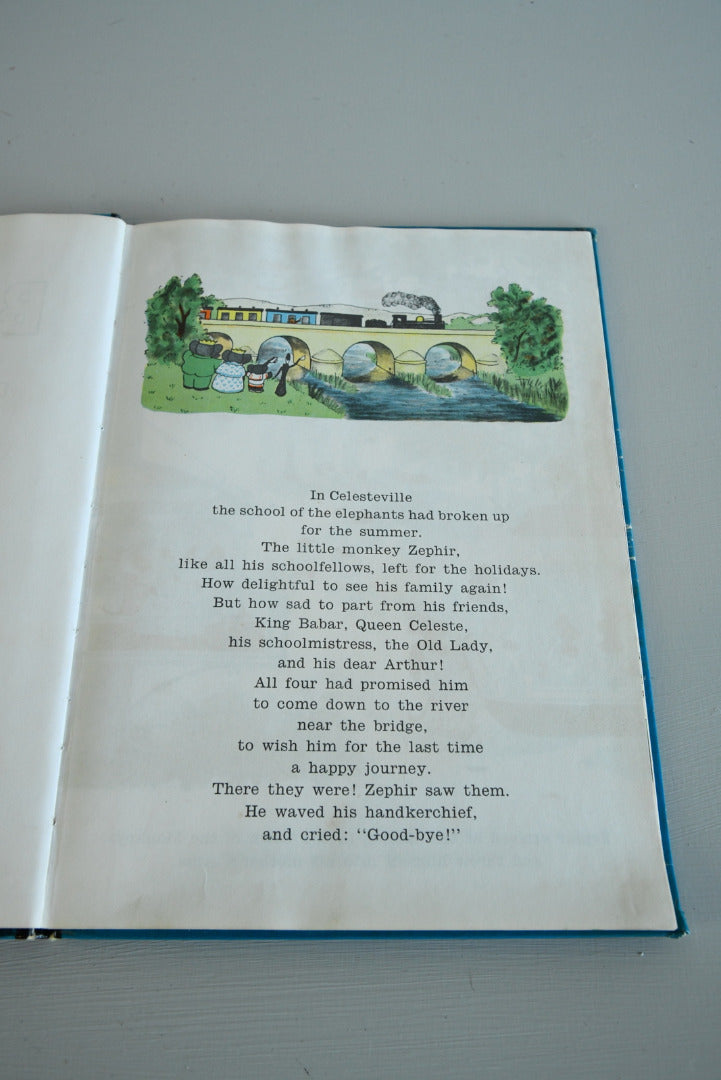 In Celesteville
the school of the elephants had broken up
for the summer.
The little monkey Zephir,
like all his schoolfellows, left for the holidays.
How delightful to see his family again!
But how sad to part from his friends,
King Babar, Queen Celeste,
his schoolmistress, the Old Lady,
and his dear Arthur!
All four had promised him
to come down to the river
near the bridge,
to wish him for the last time
a happy journey.
There they were! Zephir saw them.
He waved his handkerchief,
and cried: “Good-bye!”